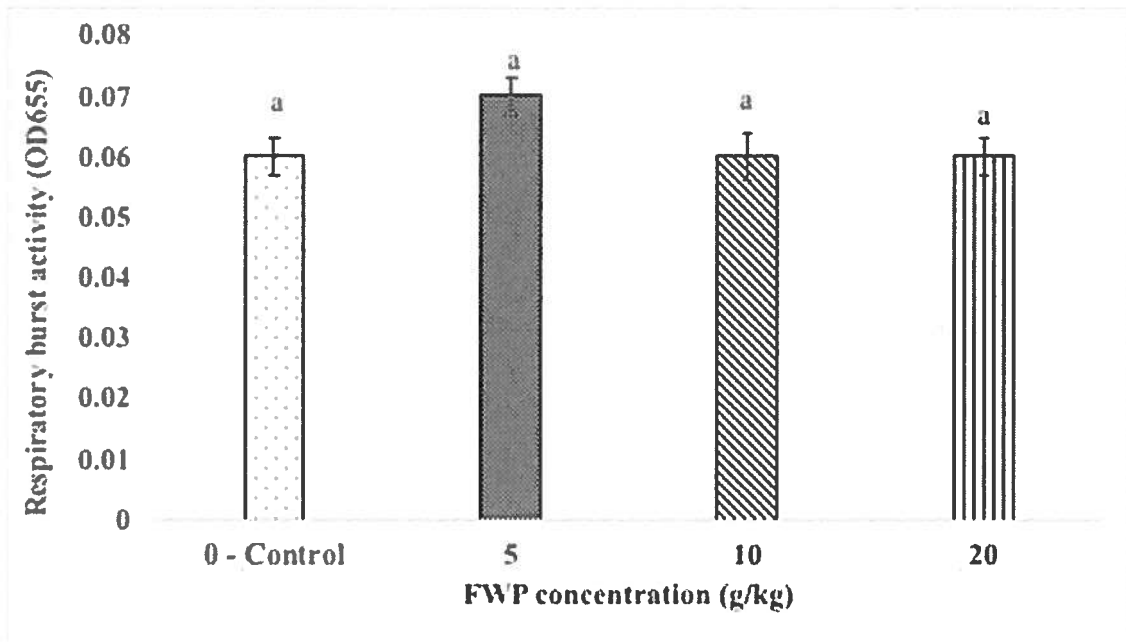 0.08
0.07
0.06
0.05
0.04
0.03
0.02
0.01
0
Respiratory burst activity (OD655)
a
a
a
a
0 - Control
5
10
20
FWP concentration (g/kg)